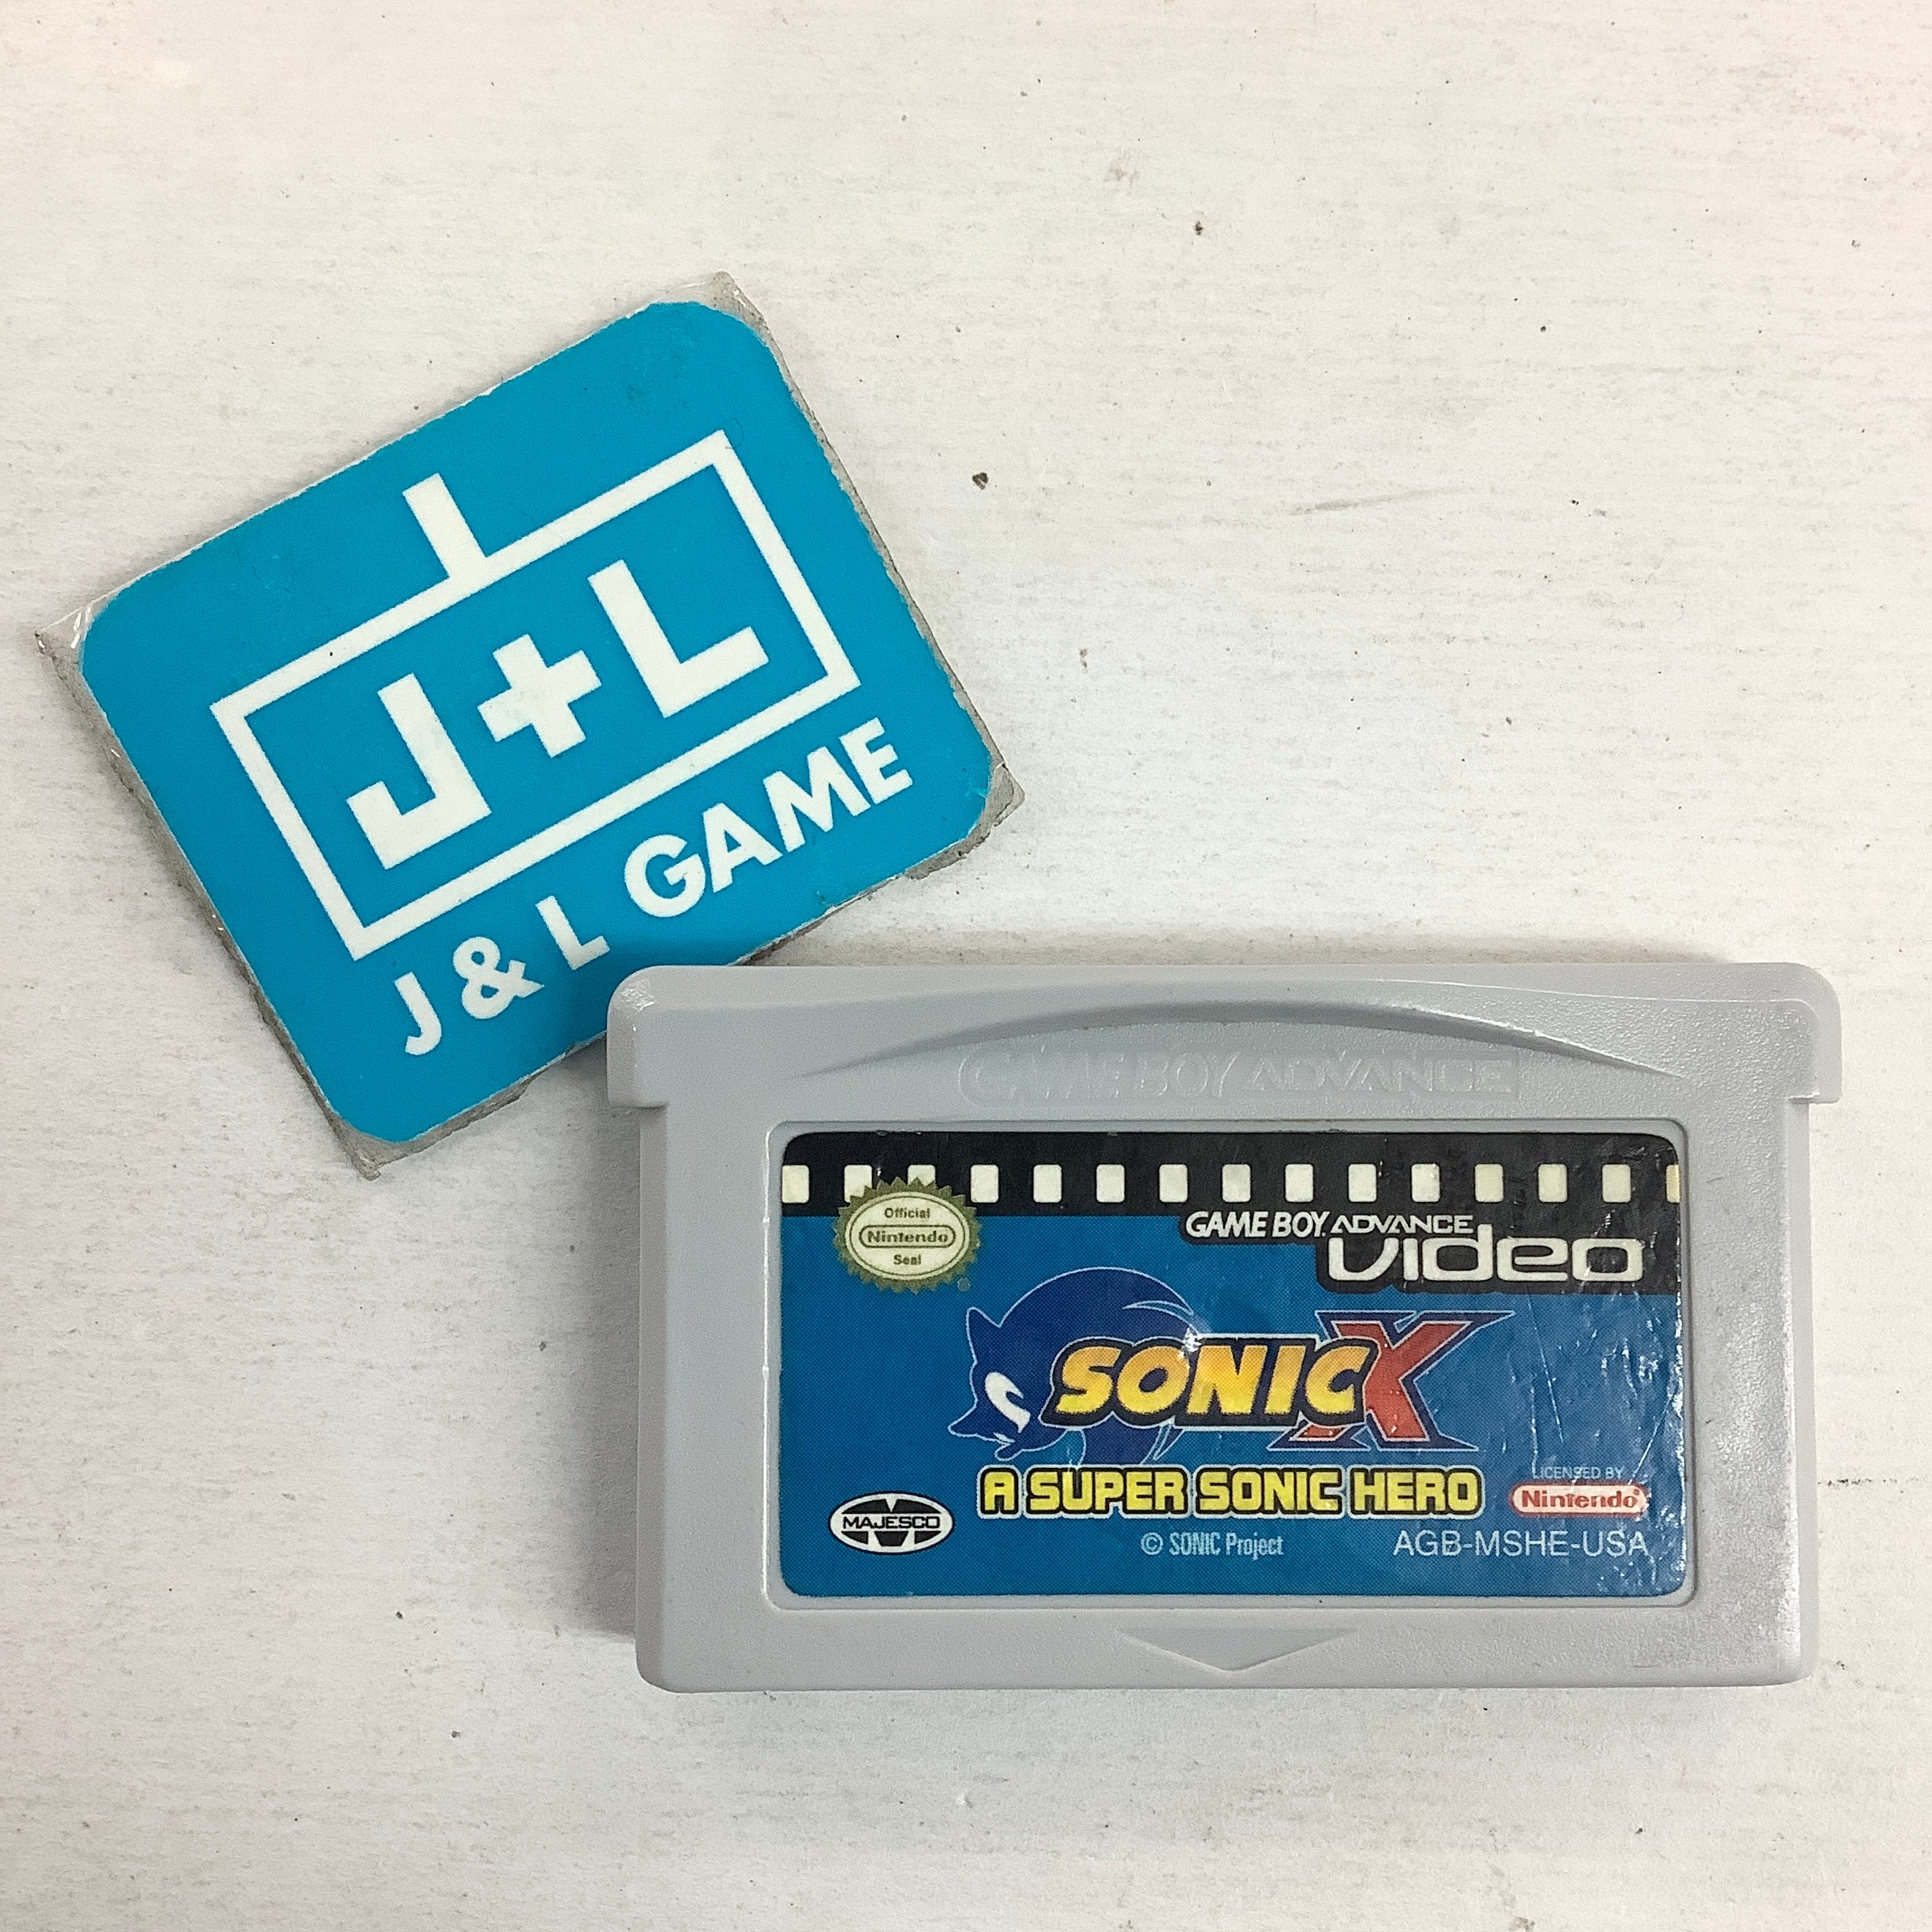 J+L
J & L GAME
GAME BOY ADVANCE
Official
Nintendo
Seal
GAME BOY ADVANCE
video
SONIC X
A SUPER SONIC HERO
LICENSED BY
Nintendo®
MAJESCO
© SONIC Project
AGB-MSHE-USA